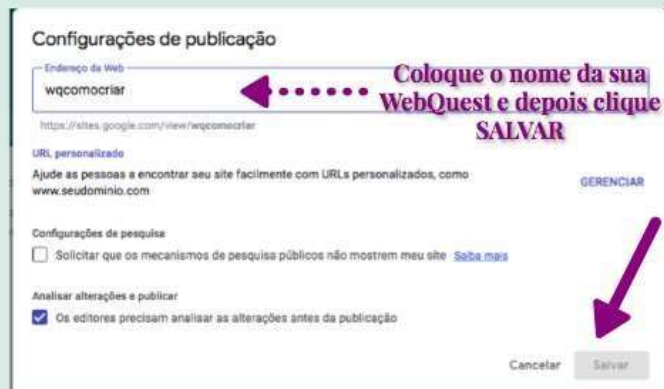 Configurações de publicação
Endereço da Web
wqcomocriar
Coloque o nome da sua
WebQuest e depois clique
SALVAR
https://sites.google.com/view/wqcomocriar
URL personalizado
Ajude as pessoas a encontrar seu site facilmente com URLs personalizados, como
www.seudominio.com
GERENCIAR
Configurações de pesquisa
Solicitar que os mecanismos de pesquisa públicos não mostrem meu site Saiba mais
Analisar alterações e publicar
Os editores precisam analisar as alterações antes da publicação
Cancelar Salvar